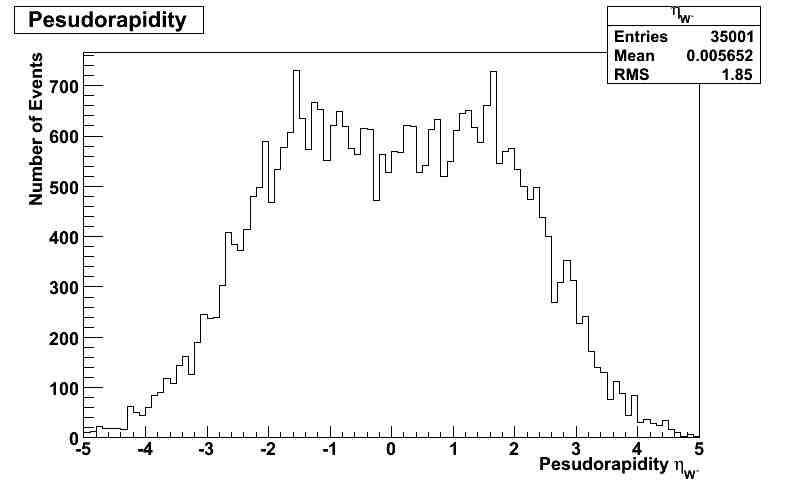 Pesudorapidity
η_W-
Entries 35001
Mean 0.005652
RMS 1.85
Number of Events
700
600
500
400
300
200
100
0
-5 -4 -3 -2 -1 0 1 2 3 4 5
Pesudorapidity η_W-